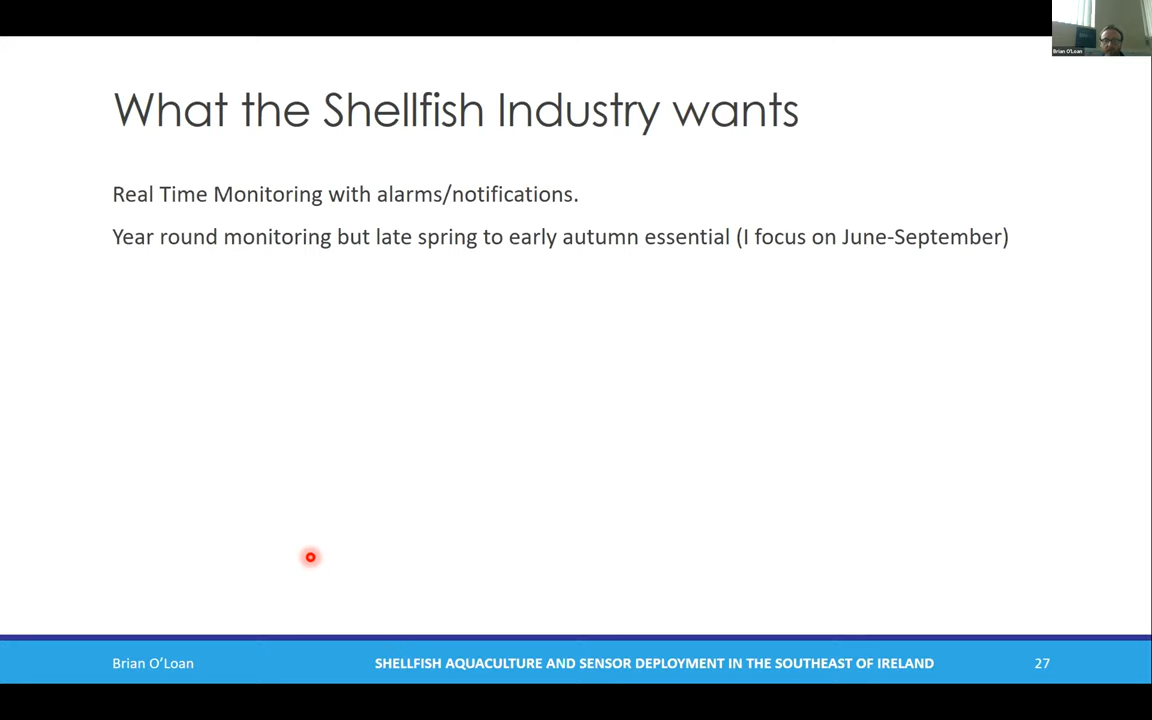 Brian O'Loan
What the Shellfish Industry wants
Real Time Monitoring with alarms/notifications.
Year round monitoring but late spring to early autumn essential (I focus on June-September)
Brian O’Loan
SHELLFISH AQUACULTURE AND SENSOR DEPLOYMENT IN THE SOUTHEAST OF IRELAND
27